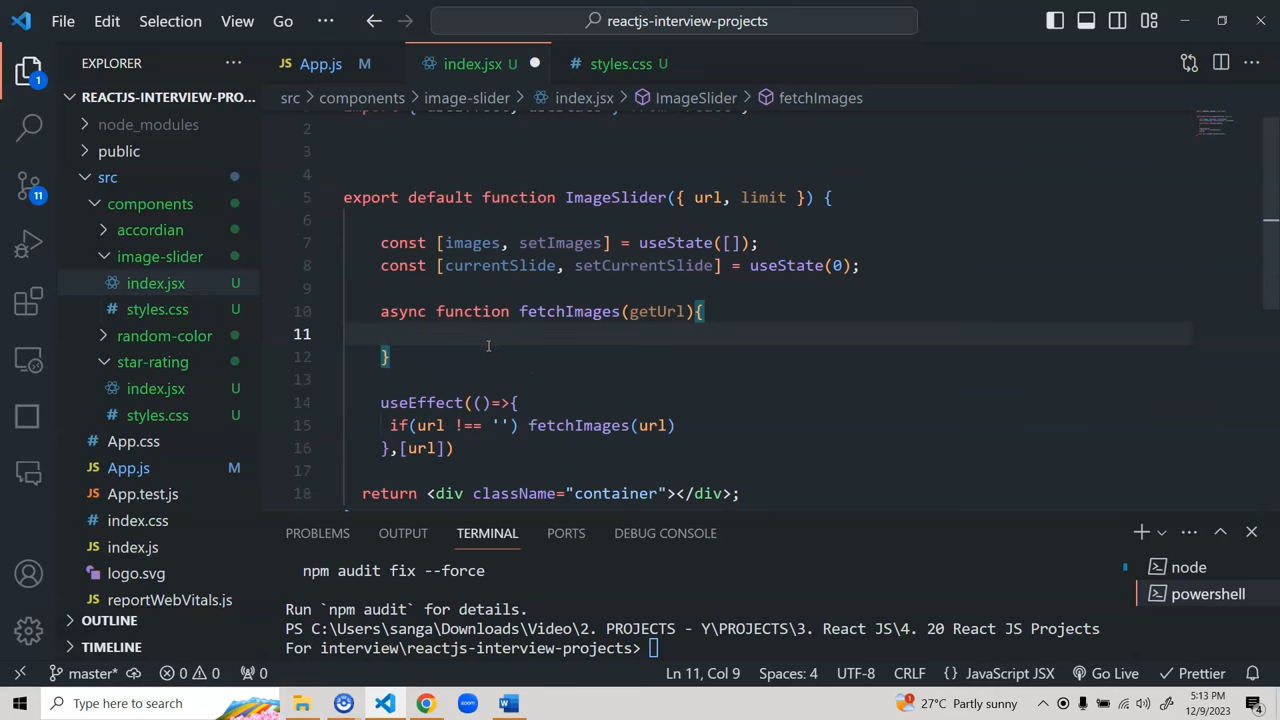 File Edit Selection View Go ··· reactjs-interview-projects
EXPLORER ···
App.js M index.jsx U # styles.css U ···
REACTJS-INTERVIEW-PRO...
src > components > image-slider > index.jsx > ImageSlider > fetchImages
node_modules
public
src
components
accordian
image-slider
index.jsx U
styles.css U
random-color
star-rating
index.jsx U
styles.css U
App.css
App.js M
App.test.js
index.css
index.js
logo.svg
reportWebVitals.js
OUTLINE
TIMELINE
1
11
2
3
4
5 export default function ImageSlider({ url, limit }) {
6
7 const [images, setImages] = useState([]);
8 const [currentSlide, setCurrentSlide] = useState(0);
9
10 async function fetchImages(getUrl){
11
12 }
13
14 useEffect(()=>{
15 if(url !== '') fetchImages(url)
16 },[url])
17
18 return <div className="container"></div>;
PROBLEMS OUTPUT TERMINAL PORTS DEBUG CONSOLE
npm audit fix --force
Run `npm audit` for details.
PS C:\Users\sanga\Downloads\Video\2. PROJECTS - Y\PROJECTS\3. React JS\4. 20 React JS Projects
For interview\reactjs-interview-projects>
node
powershell
master* 0 0 0 Ln 11, Col 9 Spaces: 4 UTF-8 CRLF {} JavaScript JSX Go Live Prettier
Type here to search
27°C Partly sunny
5:13 PM
12/9/2023
4